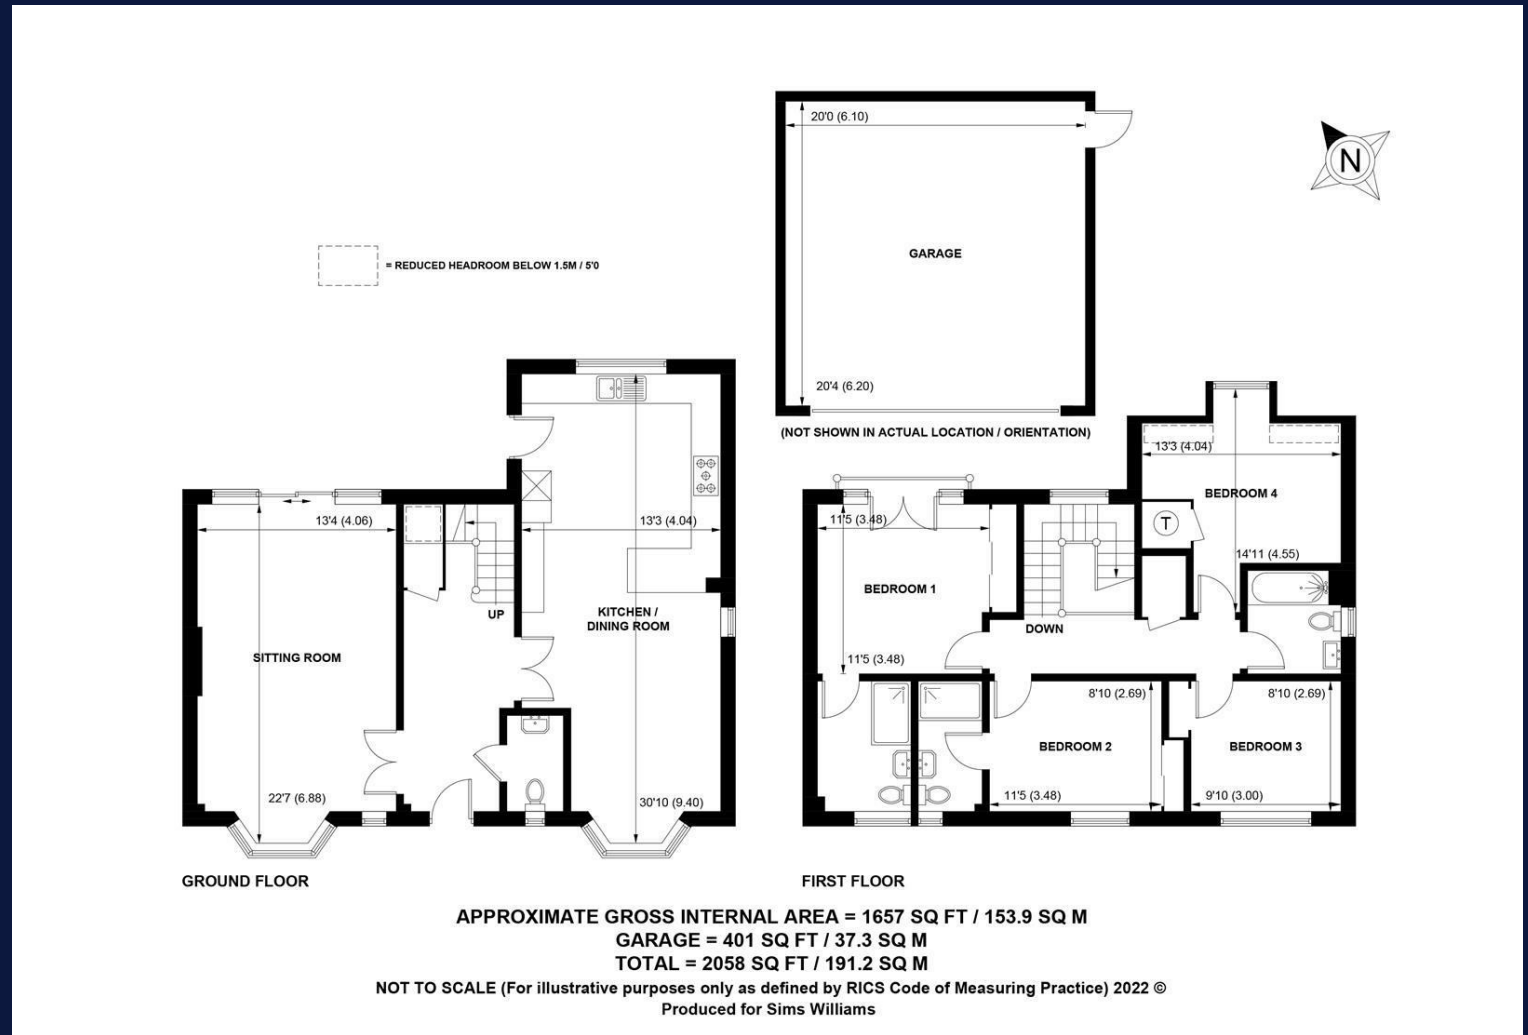 20'0 (6.10)
N
GARAGE
= REDUCED HEADROOM BELOW 1.5M / 5'0
20'4 (6.20)
(NOT SHOWN IN ACTUAL LOCATION / ORIENTATION)
13'4 (4.06)
13'3 (4.04)
UP
KITCHEN /
DINING ROOM
SITTING ROOM
22'7 (6.88)
30'10 (9.40)
GROUND FLOOR
13'3 (4.04)
BEDROOM 4
11'5 (3.48)
T
14'11 (4.55)
BEDROOM 1
DOWN
11'5 (3.48)
8'10 (2.69)
8'10 (2.69)
BEDROOM 2
BEDROOM 3
11'5 (3.48)
9'10 (3.00)
FIRST FLOOR
APPROXIMATE GROSS INTERNAL AREA = 1657 SQ FT / 153.9 SQ M
GARAGE = 401 SQ FT / 37.3 SQ M
TOTAL = 2058 SQ FT / 191.2 SQ M
NOT TO SCALE (For illustrative purposes only as defined by RICS Code of Measuring Practice) 2022 ©
Produced for Sims Williams